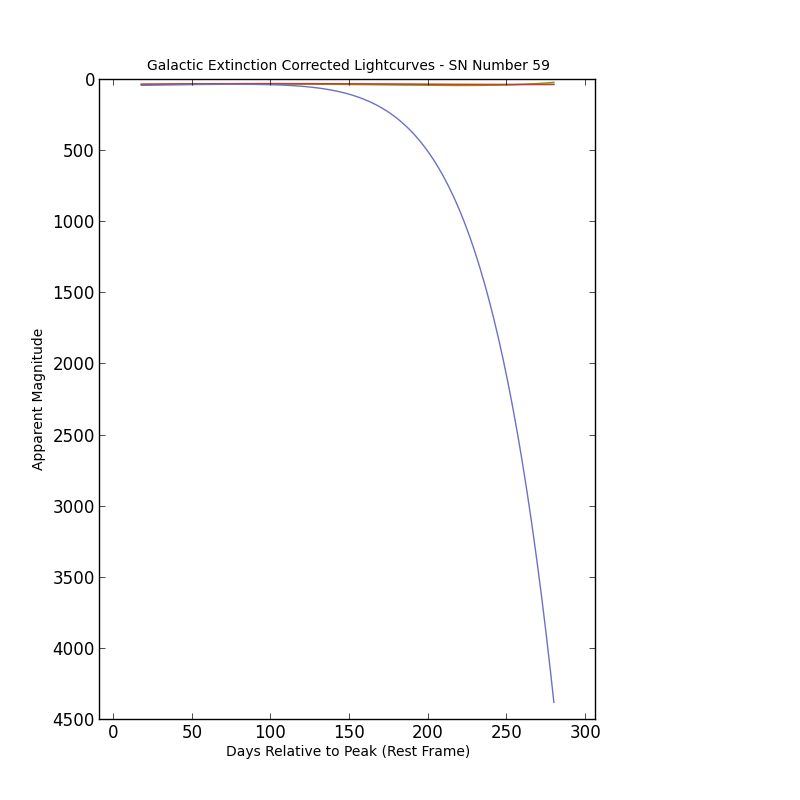 Galactic Extinction Corrected Lightcurves - SN Number 59
0
500
1000
1500
2000
2500
3000
3500
4000
4500
Apparent Magnitude
0 50 100 150 200 250 300
Days Relative to Peak (Rest Frame)